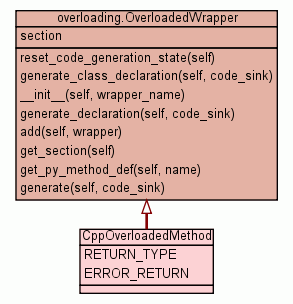 overloading.OverloadedWrapper
section
reset_code_generation_state(self)
generate_class_declaration(self, code_sink)
__init__(self, wrapper_name)
generate_declaration(self, code_sink)
add(self, wrapper)
get_section(self)
get_py_method_def(self, name)
generate(self, code_sink)
CppOverloadedMethod
RETURN_TYPE
ERROR_RETURN